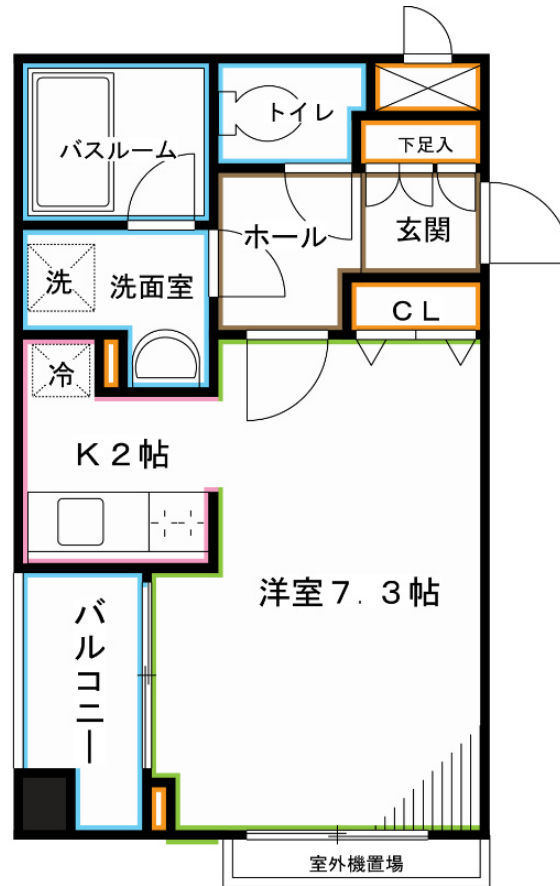 トイレ
下足入
バスルーム
ホール
玄関
洗
洗面室
CL
冷
K2帖
洋室7.3帖
バルコニー
室外機置場